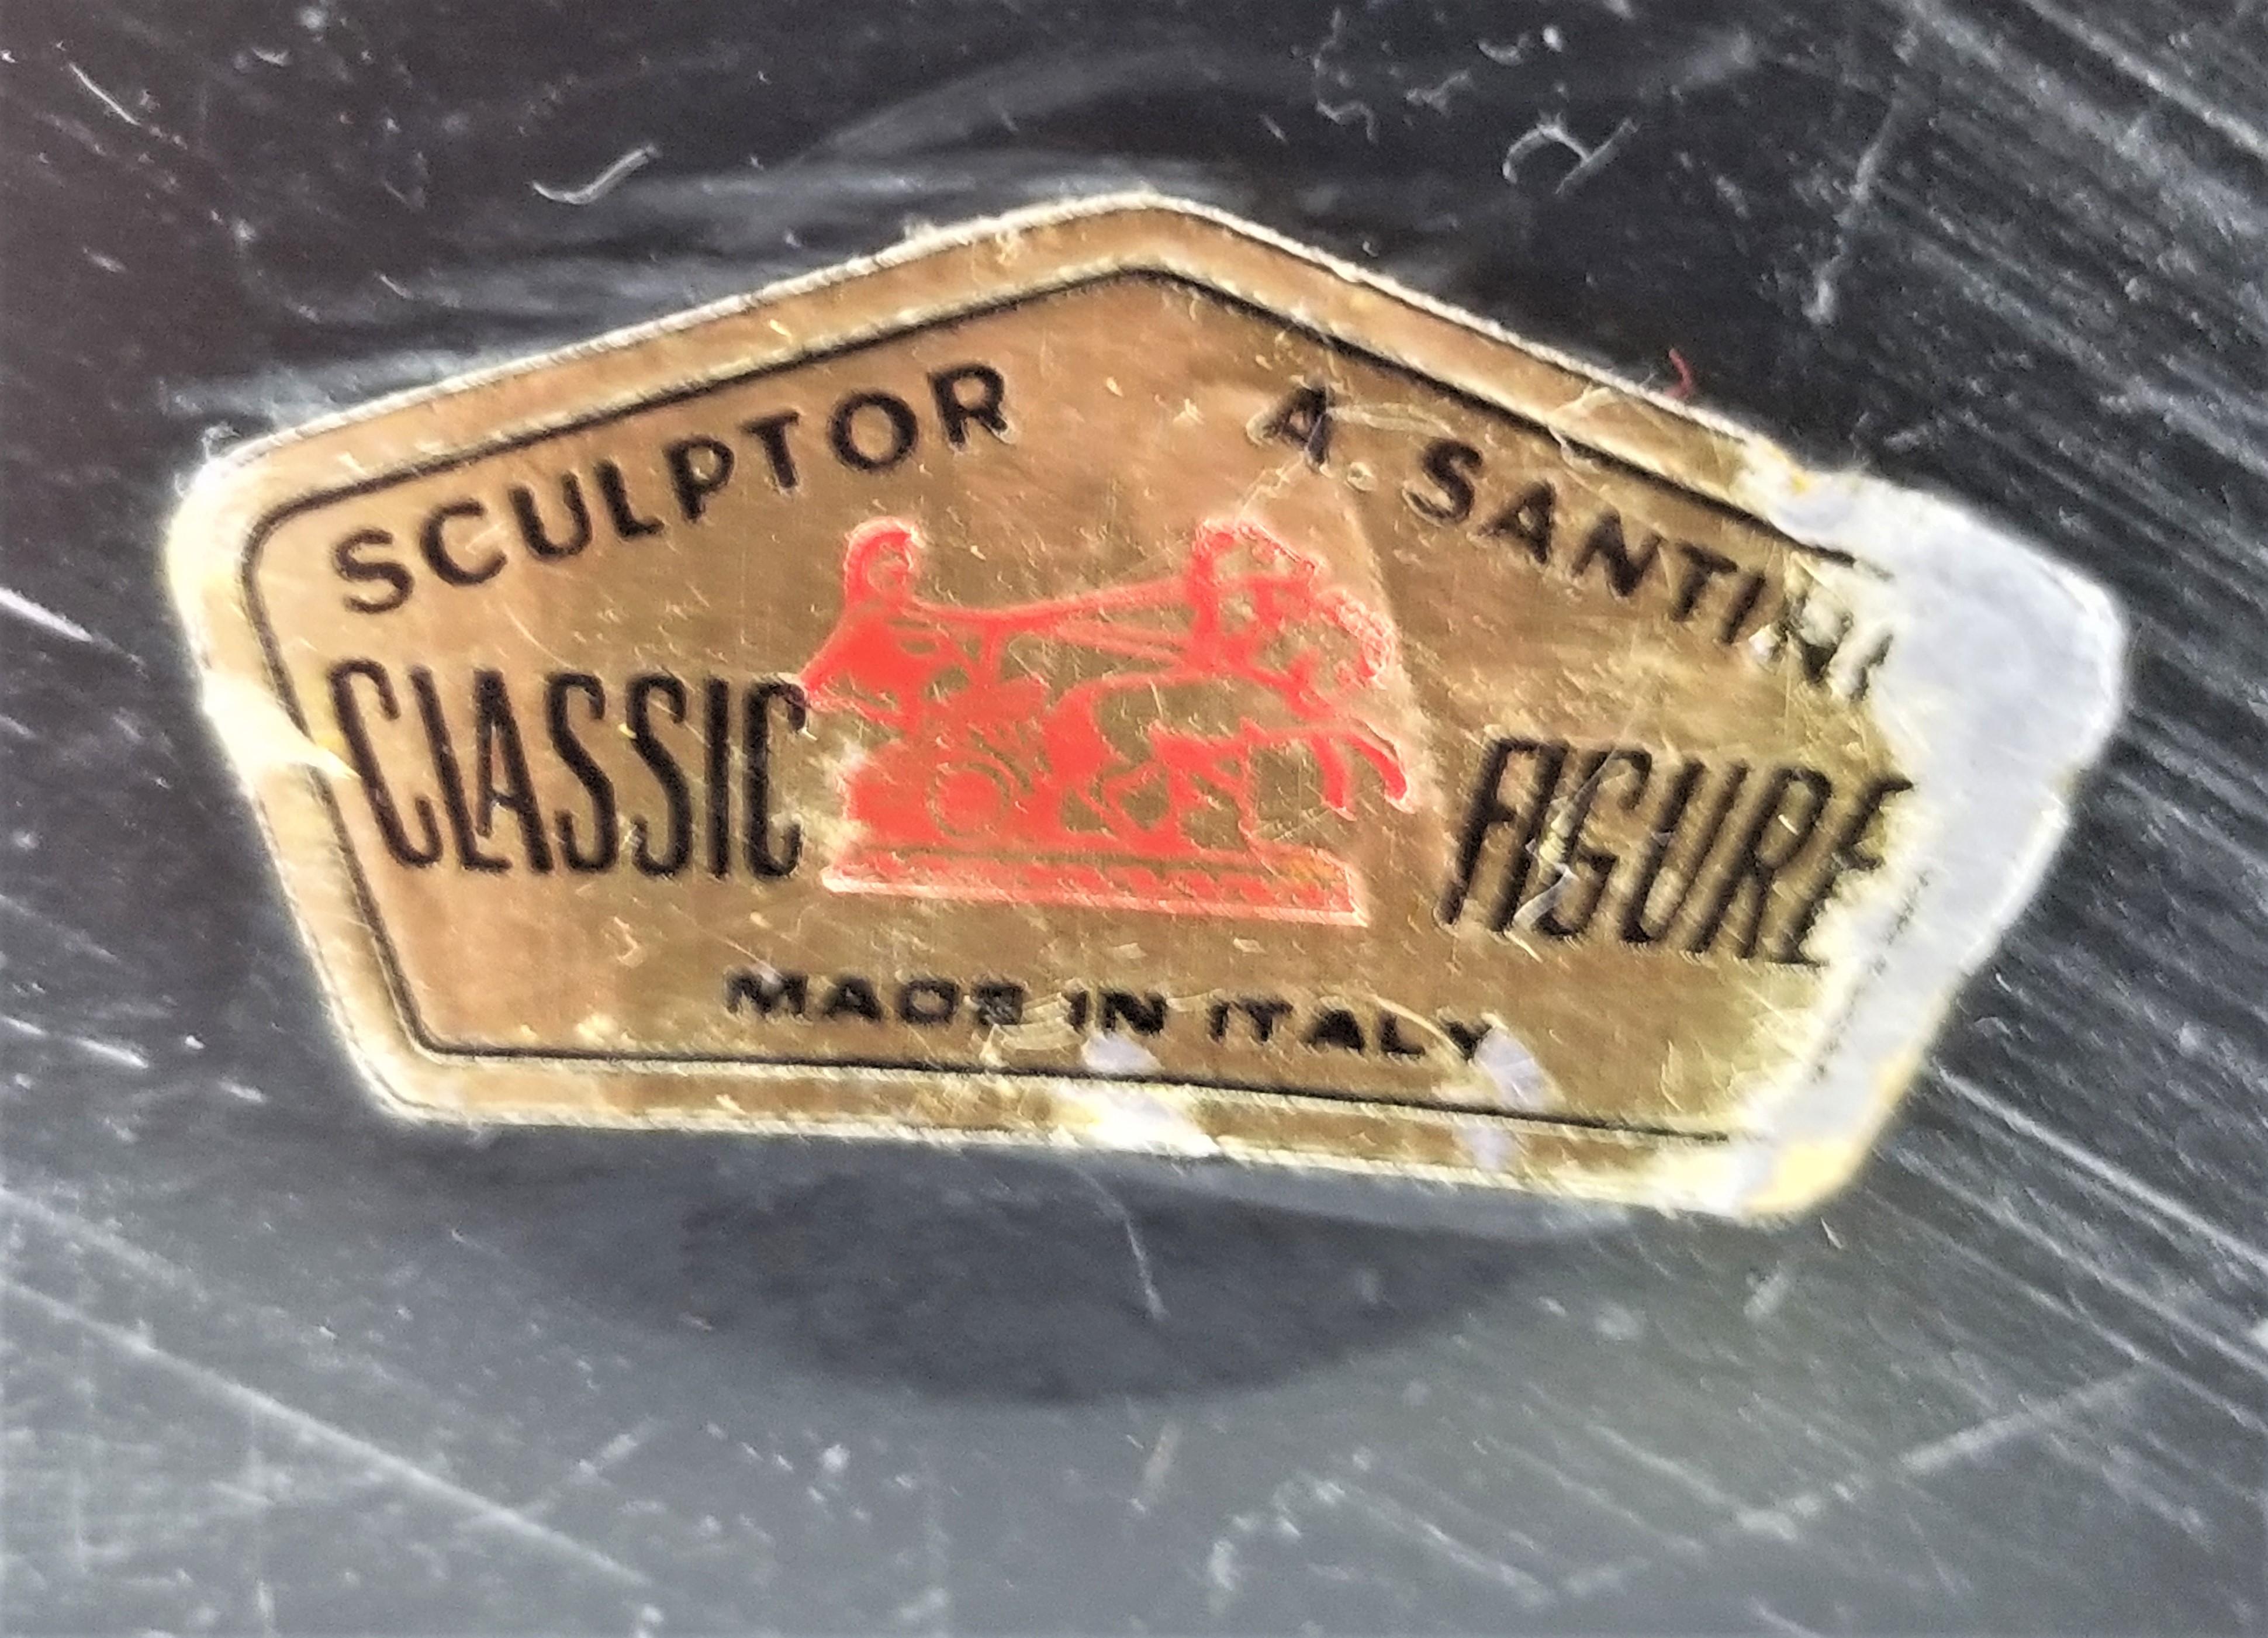 SCULPTOR A. SANTINI
CLASSIC FIGURE
MADE IN ITALY